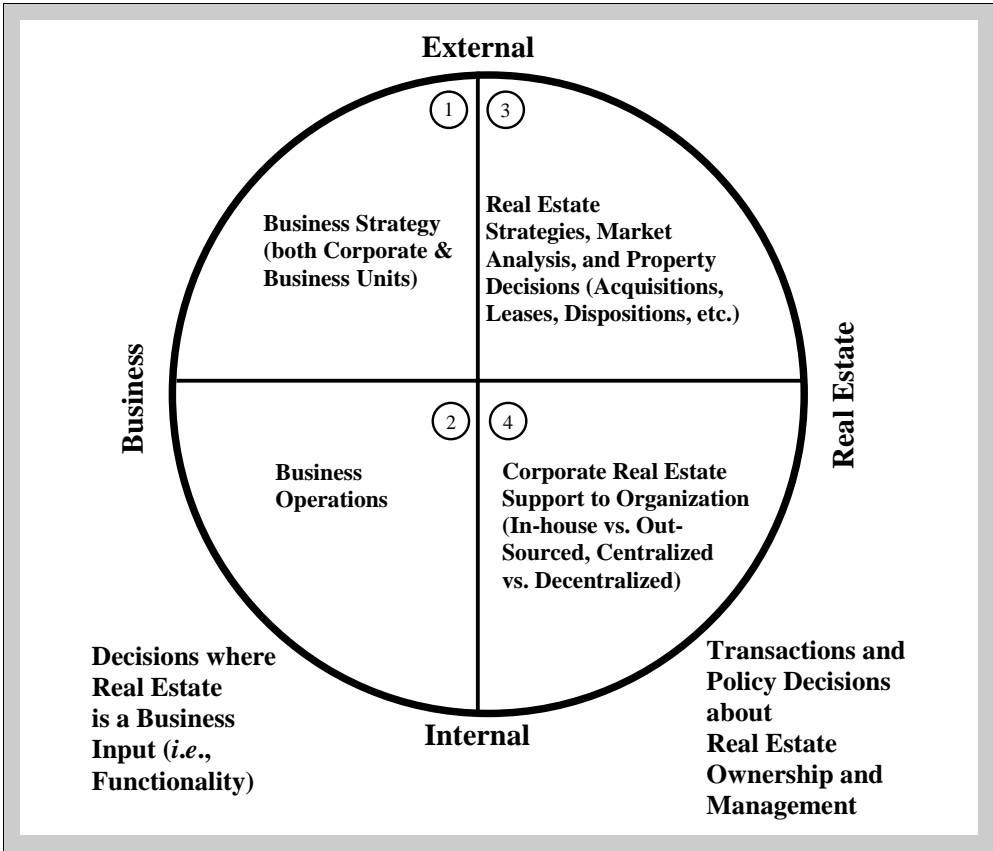 External
1
3
Business Strategy
(both Corporate &
Business Units)
Real Estate
Strategies, Market
Analysis, and Property
Decisions (Acquisitions,
Leases, Dispositions, etc.)
Business
Real Estate
2
4
Business
Operations
Corporate Real Estate
Support to Organization
(In-house vs. Out-
Sourced, Centralized
vs. Decentralized)
Decisions where
Real Estate
is a Business
Input (i.e.,
Functionality)
Internal
Transactions and
Policy Decisions
about
Real Estate
Ownership and
Management